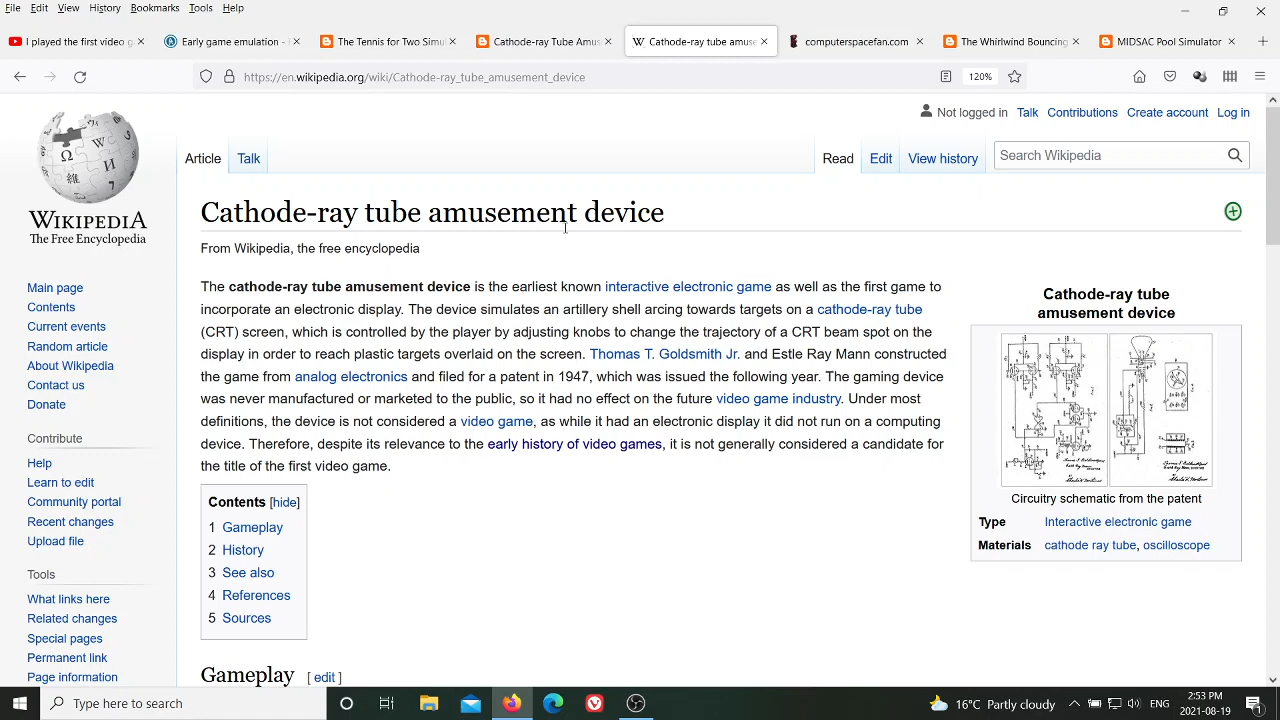 File Edit View History Bookmarks Tools Help
I played the first video g
Early game emulation - F
The Tennis for Two Simul
Cathode-ray Tube Amus
Cathode-ray tube amuse
computerspacefan.com
The Whirlwind Bouncing
MIDSAC Pool Simulator
https://en.wikipedia.org/wiki/Cathode-ray_tube_amusement_device
120%
Not logged in Talk Contributions Create account Log in
Article Talk Read Edit View history Search Wikipedia
WIKIPEDIA
The Free Encyclopedia
Cathode-ray tube amusement device
From Wikipedia, the free encyclopedia
Main page
Contents
Current events
Random article
About Wikipedia
Contact us
Donate
Contribute
Help
Learn to edit
Community portal
Recent changes
Upload file
Tools
What links here
Related changes
Special pages
Permanent link
Page information
The cathode-ray tube amusement device is the earliest known interactive electronic game as well as the first game to
incorporate an electronic display. The device simulates an artillery shell arcing towards targets on a cathode-ray tube
(CRT) screen, which is controlled by the player by adjusting knobs to change the trajectory of a CRT beam spot on the
display in order to reach plastic targets overlaid on the screen. Thomas T. Goldsmith Jr. and Estle Ray Mann constructed
the game from analog electronics and filed for a patent in 1947, which was issued the following year. The gaming device
was never manufactured or marketed to the public, so it had no effect on the future video game industry. Under most
definitions, the device is not considered a video game, as while it had an electronic display it did not run on a computing
device. Therefore, despite its relevance to the early history of video games, it is not generally considered a candidate for
the title of the first video game.
Contents [hide]
1 Gameplay
2 History
3 See also
4 References
5 Sources
Gameplay [ edit ]
Cathode-ray tube
amusement device
Circuitry schematic from the patent
Type Interactive electronic game
Materials cathode ray tube, oscilloscope
Type here to search
16°C Partly cloudy
ENG
2:53 PM
2021-08-19
1